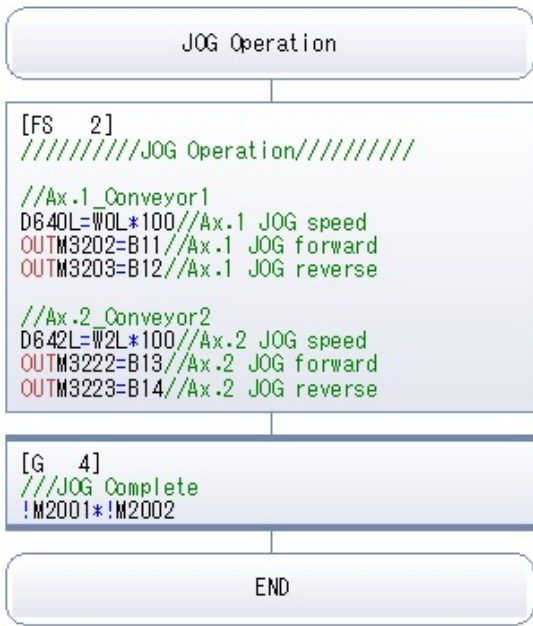 JOG Operation
[FS   2]
//////////JOG Operation//////////
//Ax.1_Conveyor1
D640L=W0L*100//Ax.1 JOG speed
OUTM3202=B11//Ax.1 JOG forward
OUTM3203=B12//Ax.1 JOG reverse
//Ax.2_Conveyor2
D642L=W2L*100//Ax.2 JOG speed
OUTM3222=B13//Ax.2 JOG forward
OUTM3223=B14//Ax.2 JOG reverse
[G   4]
///JOG Complete
!M2001*!M2002
END